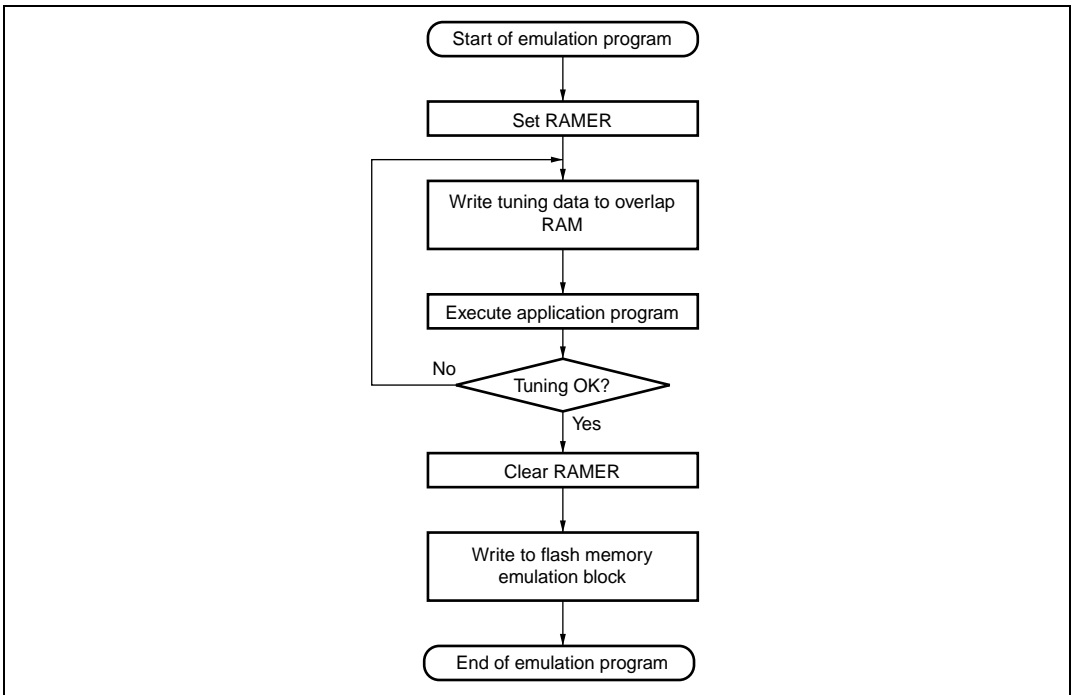 Start of emulation program
Set RAMER
Write tuning data to overlap
RAM
Execute application program
No
Tuning OK?
Yes
Clear RAMER
Write to flash memory
emulation block
End of emulation program